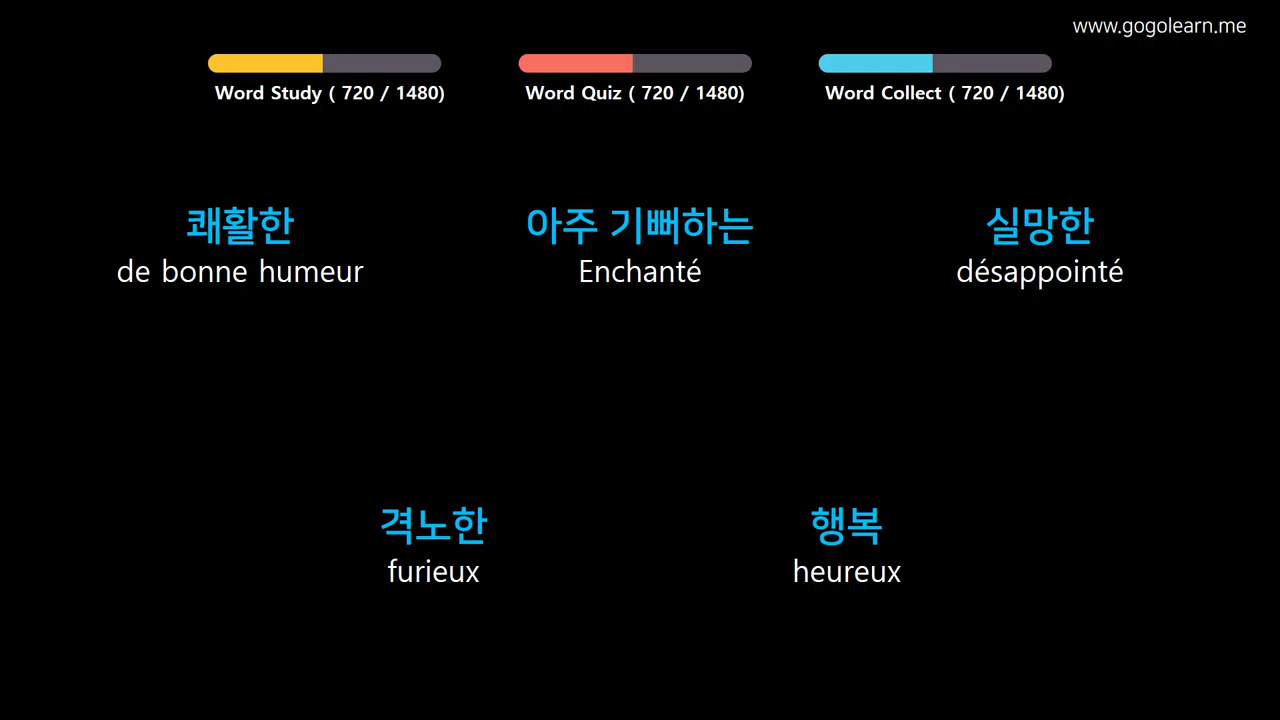 www.gogolearn.me
Word Study ( 720 / 1480)
Word Quiz ( 720 / 1480)
Word Collect ( 720 / 1480)
쾌활한
de bonne humeur
아주 기뻐하는
Enchanté
실망한
désappointé
격노한
furieux
행복
heureux